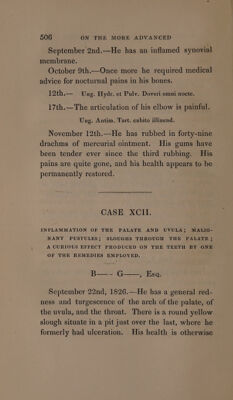 506 ON THE MORE ADVANCED
September 2nd.—He has an inflamed synovial
membrane.
October 9th.—Once more he required medical
advice for nocturnal pains in his bones.
12th.— Ung. Hydr. et Pulv. Doveri omni nocte.
17th.—The articulation of his elbow is painful.
Ung. Antim. Tart. cubito illinend.
November 12th.—He has rubbed in forty-nine
drachms of mercurial ointment. His gums have
been tender ever since the third rubbing. His
pains are quite gone, and his health appears to be
permanently restored.
CASE XCII.
INFLAMMATION OF THE PALATE AND UVULA; MALIG-
NANT PUSTULES; SLOUGHS THROUGH THE PALATE;
A CURIOUS EFFECT PRODUCED ON THE TEETH BY ONE
OF THE REMEDIES EMPLOYED.
B—— G——, Esq.
September 22nd, 1826.—He has a general red-
ness and turgescence of the arch of the palate, of
the uvula, and the throat. There is a round yellow
slough situate in a pit just over the last, where he
formerly had ulceration. His health is otherwise